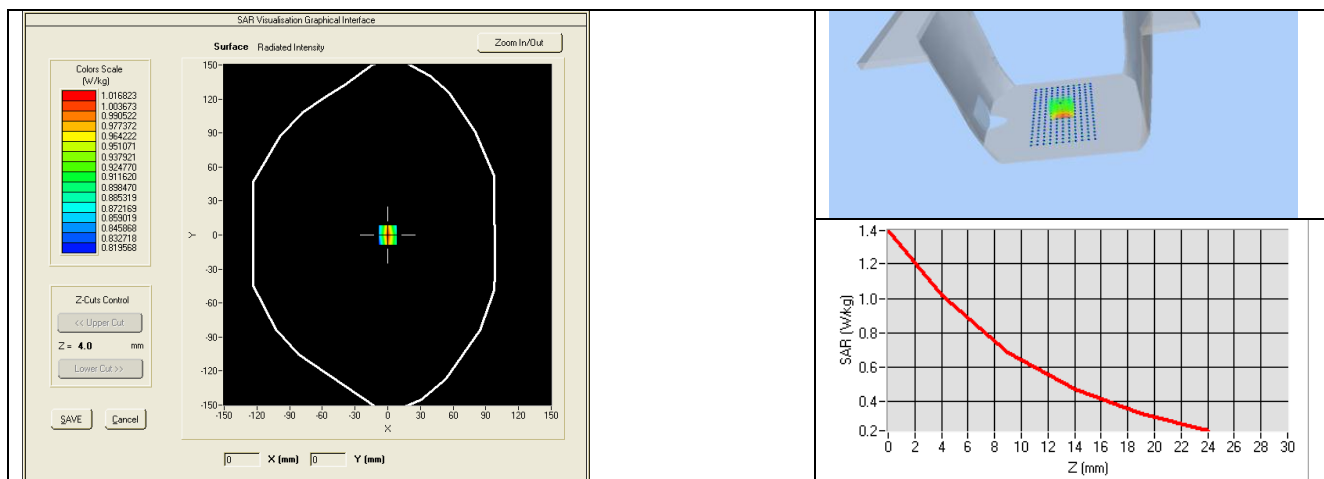 SAR Visualisation Graphical Interface
Surface Radiated Intensity
Zoom In/Out
Colors Scale
(W/kg)
1.016823
1.003673
0.990522
0.977372
0.964222
0.951071
0.937921
0.924770
0.911620
0.898470
0.885319
0.872169
0.859019
0.845868
0.832718
0.819568
Z-Cuts Control
<< Upper Cut
Z = 4.0 mm
Lower Cut >>
SAVE Cancel
150
120
90
60
30
0
-30
-60
-90
-120
-150
Y
-150 -120 -90 -60 -30 0 30 60 90 120 150
X
0 X (mm) 0 Y (mm)
1.4
1.0
0.8
0.6
0.4
0.2
SAR (W/kg)
0 2 4 6 8 10 12 14 16 18 20 22 24 26 28 30
Z (mm)